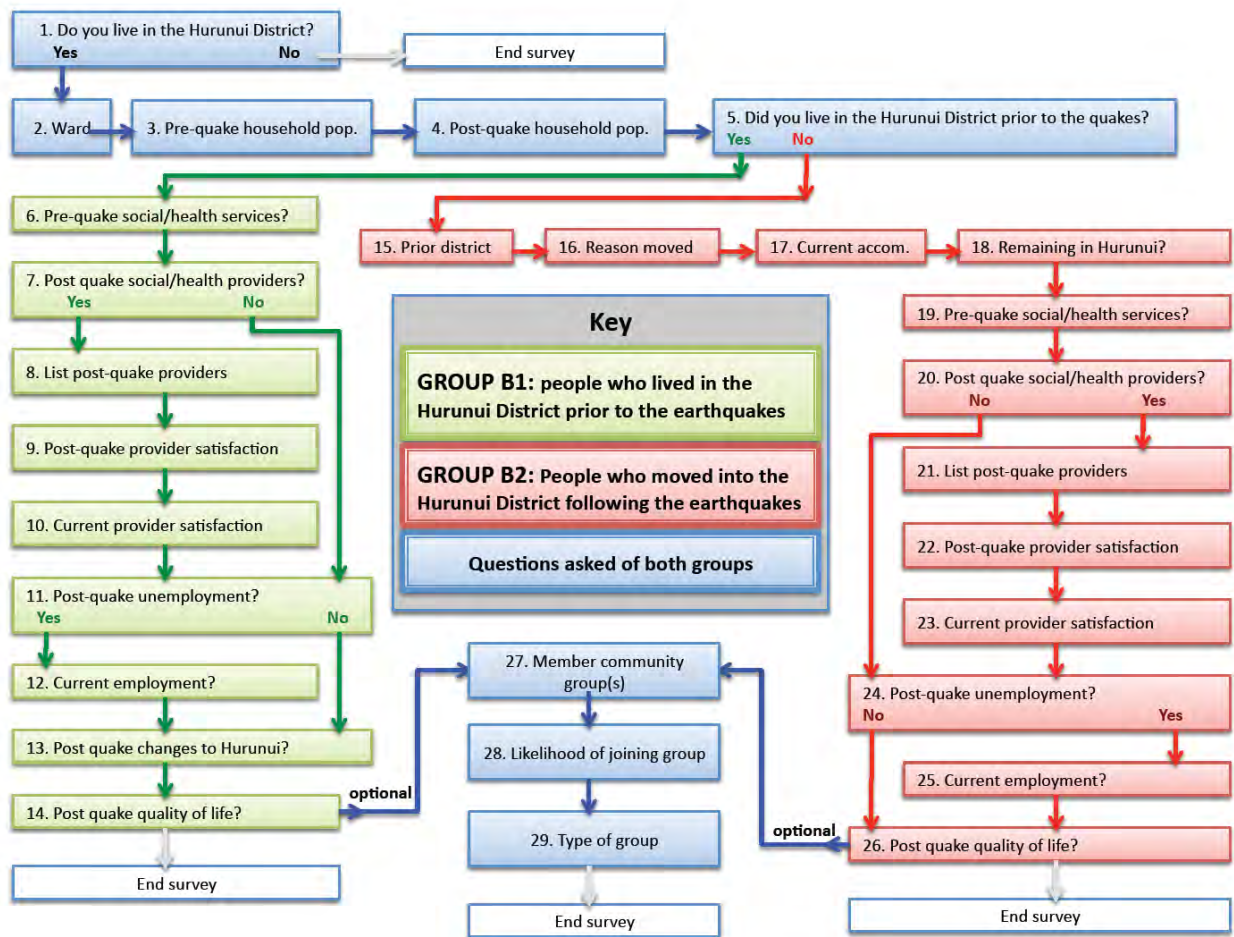 1. Do you live in the Hurunui District?
Yes No
End survey
2. Ward
3. Pre-quake household pop.
4. Post-quake household pop.
5. Did you live in the Hurunui District prior to the quakes?
Yes No
6. Pre-quake social/health services?
7. Post quake social/health providers?
Yes No
8. List post-quake providers
9. Post-quake provider satisfaction
10. Current provider satisfaction
11. Post-quake unemployment?
Yes No
12. Current employment?
13. Post quake changes to Hurunui?
14. Post quake quality of life?
optional
End survey
15. Prior district
16. Reason moved
17. Current accom.
18. Remaining in Hurunui?
19. Pre-quake social/health services?
20. Post quake social/health providers?
No Yes
21. List post-quake providers
22. Post-quake provider satisfaction
23. Current provider satisfaction
24. Post-quake unemployment?
No Yes
25. Current employment?
26. Post quake quality of life?
optional
End survey
Key
GROUP B1: people who lived in the
Hurunui District prior to the earthquakes
GROUP B2: People who moved into the
Hurunui District following the earthquakes
Questions asked of both groups
27. Member community
group(s)
28. Likelihood of joining group
29. Type of group
End survey